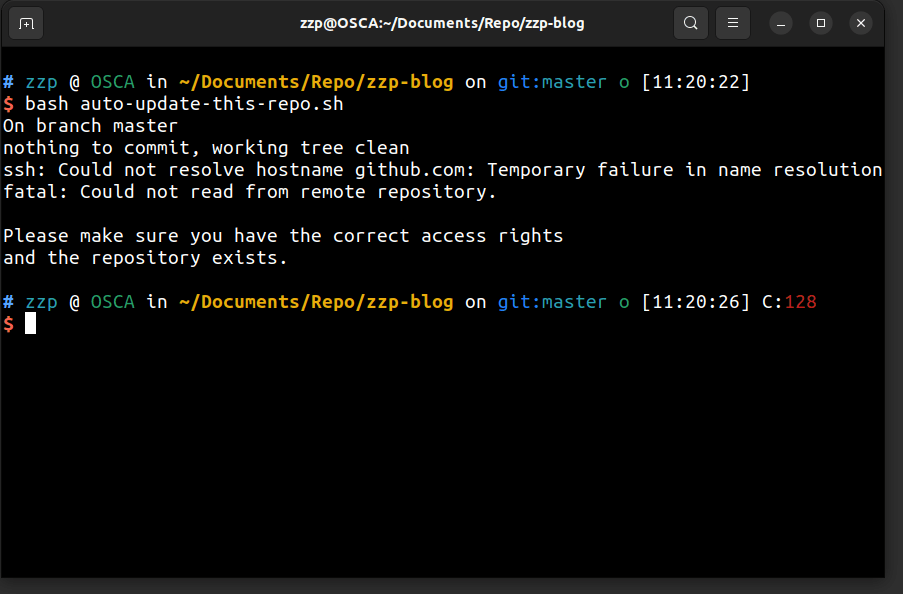 zzp@OSCA:~/Documents/Repo/zzp-blog
# zzp @ OSCA in ~/Documents/Repo/zzp-blog on git:master o [11:20:22]
$ bash auto-update-this-repo.sh
On branch master
nothing to commit, working tree clean
ssh: Could not resolve hostname github.com: Temporary failure in name resolution
fatal: Could not read from remote repository.
Please make sure you have the correct access rights
and the repository exists.
# zzp @ OSCA in ~/Documents/Repo/zzp-blog on git:master o [11:20:26] C:128
$